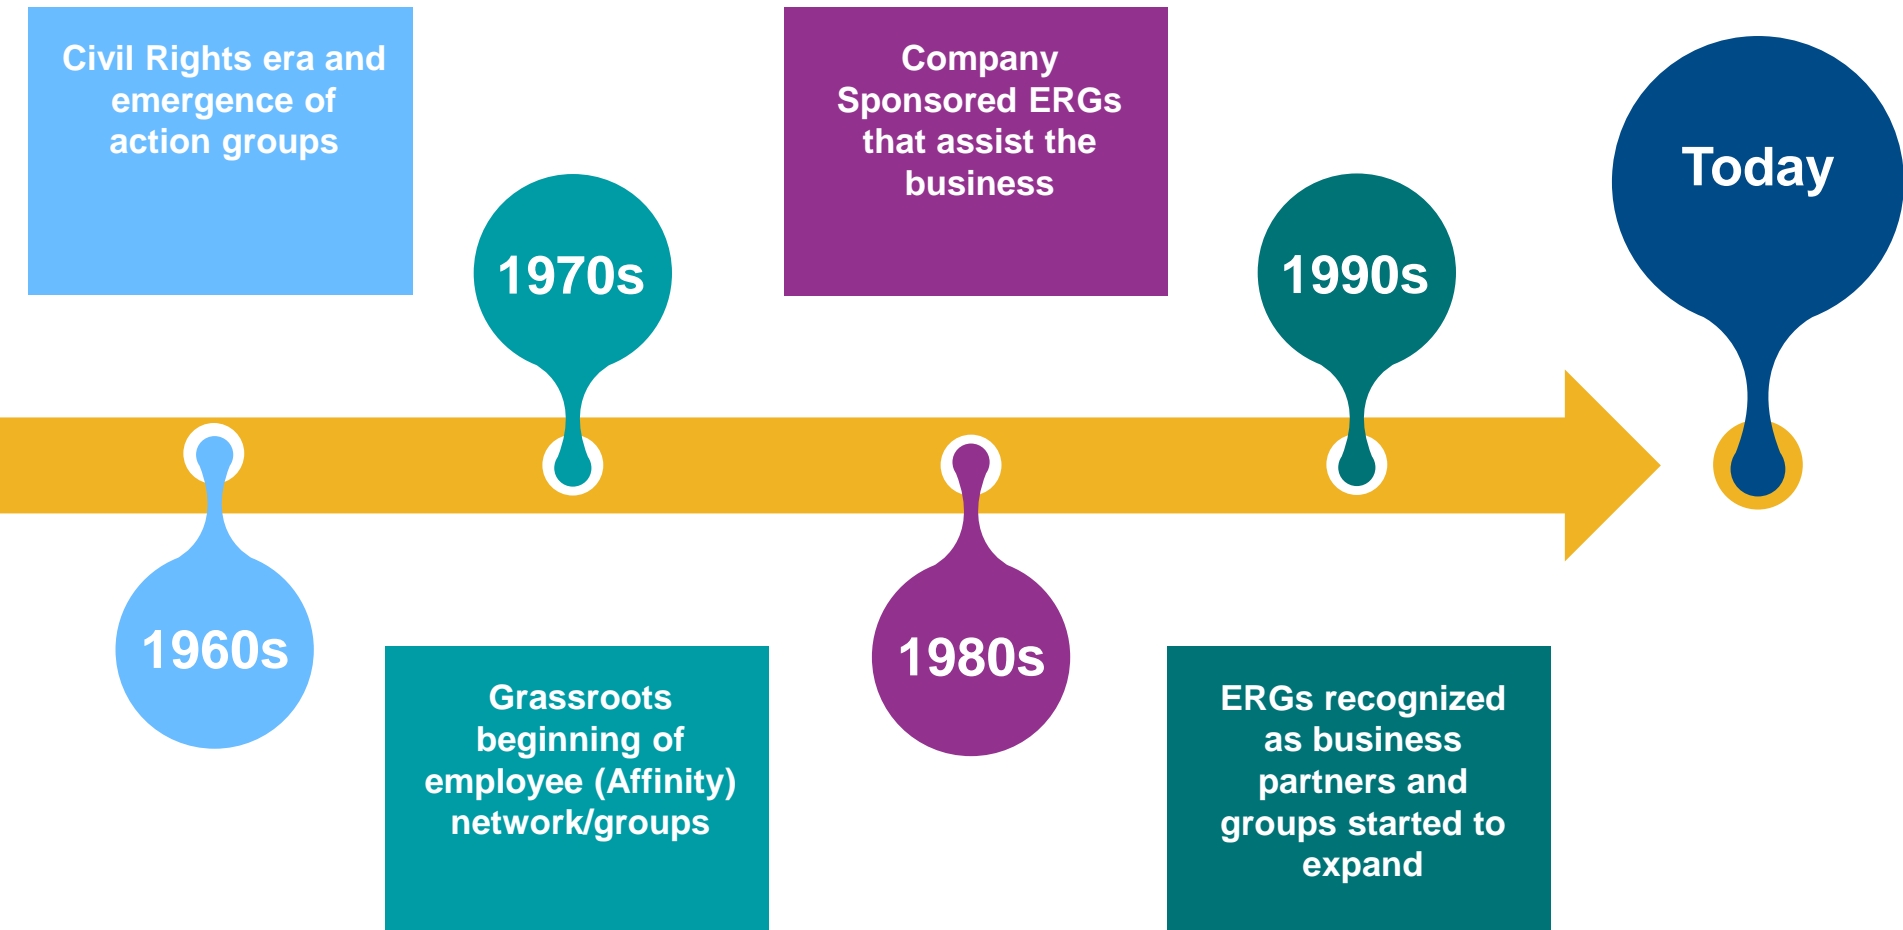 Civil Rights era and
emergence of
action groups
1960s
1970s
Grassroots
beginning of
employee (Affinity)
network/groups
Company
Sponsored ERGs
that assist the
business
1980s
1990s
ERGs recognized
as business
partners and
groups started to
expand
Today